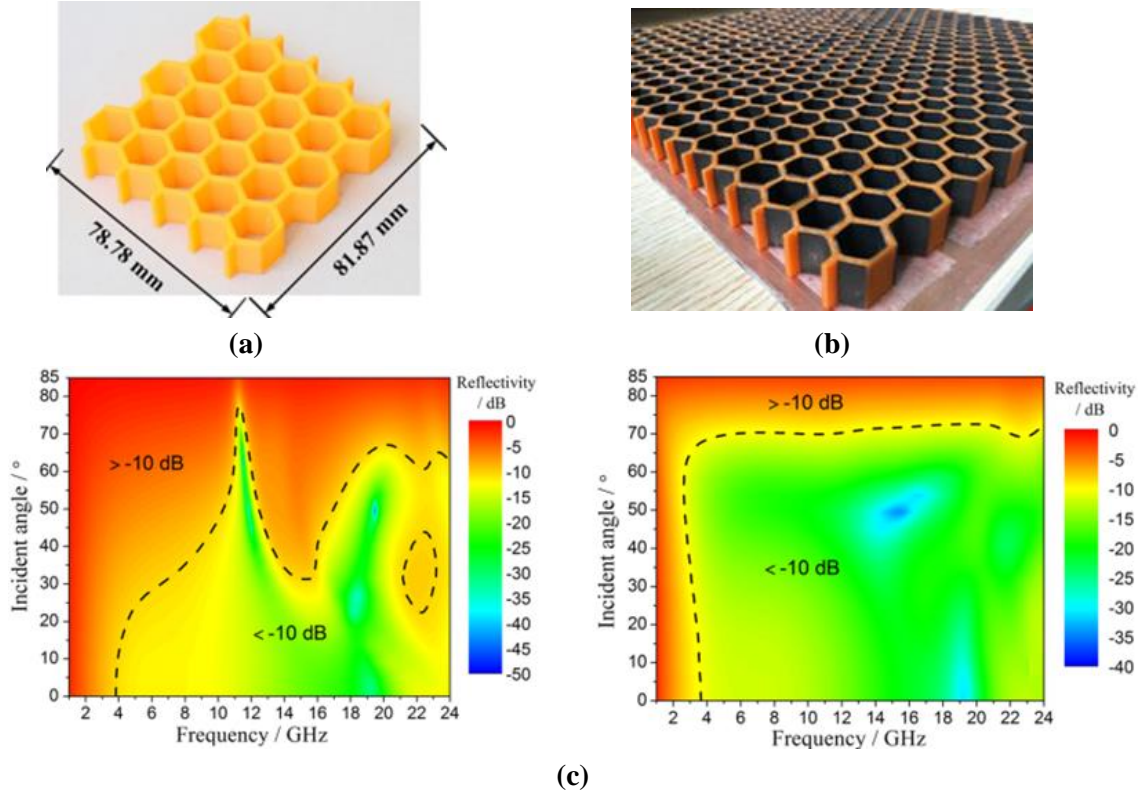 78.78 mm
81.87 mm
(a)
(b)
85
80
70
60
50
40
30
20
10
0
Incident angle / °
> -10 dB
< -10 dB
2 4 6 8 10 12 14 16 18 20 22 24
Frequency / GHz
Reflectivity
/ dB
0
-5
-10
-15
-20
-25
-30
-35
-40
-45
-50
85
80
70
60
50
40
30
20
10
0
Incident angle / °
> -10 dB
< -10 dB
2 4 6 8 10 12 14 16 18 20 22 24
Frequency / GHz
Reflectivity
/ dB
0
-5
-10
-15
-20
-25
-30
-35
-40
(c)